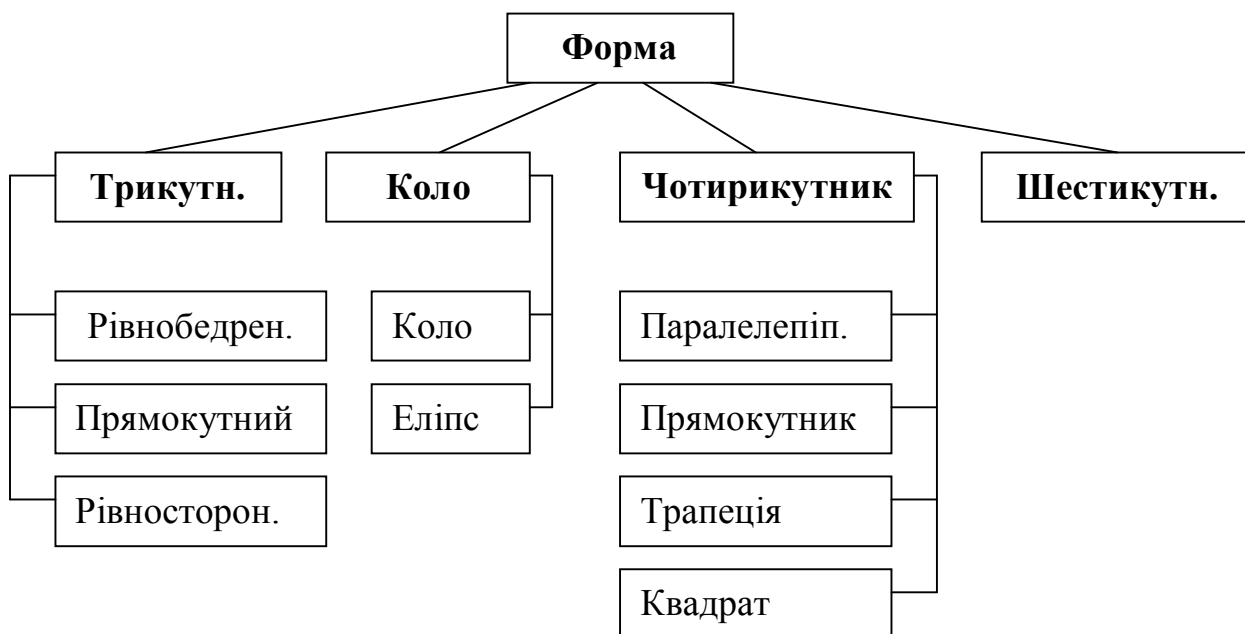 Форма
Трикутн.
Коло
Чотирикутник
Шестикутн.
Рівнобедрен.
Коло
Паралелепіп.
Прямокутний
Еліпс
Прямокутник
Рівносторон.
Трапеція
Квадрат